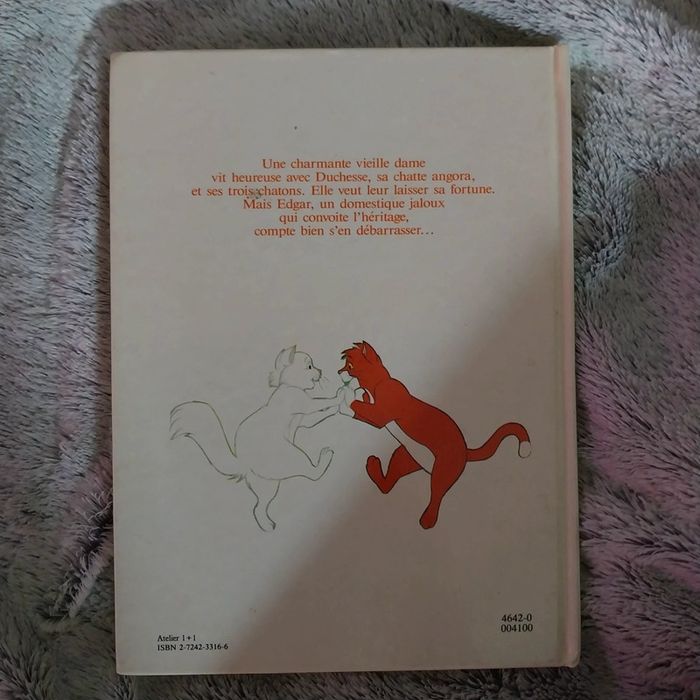 Une charmante vieille dame
vit heureuse avec Duchesse, sa chatte angora,
et ses trois chatons. Elle veut leur laisser sa fortune.
Mais Edgar, un domestique jaloux
qui convoite l'héritage,
compte bien s'en débarrasser...
4642-0
004100
Atelier 1+1
ISBN 2-7242-3316-6